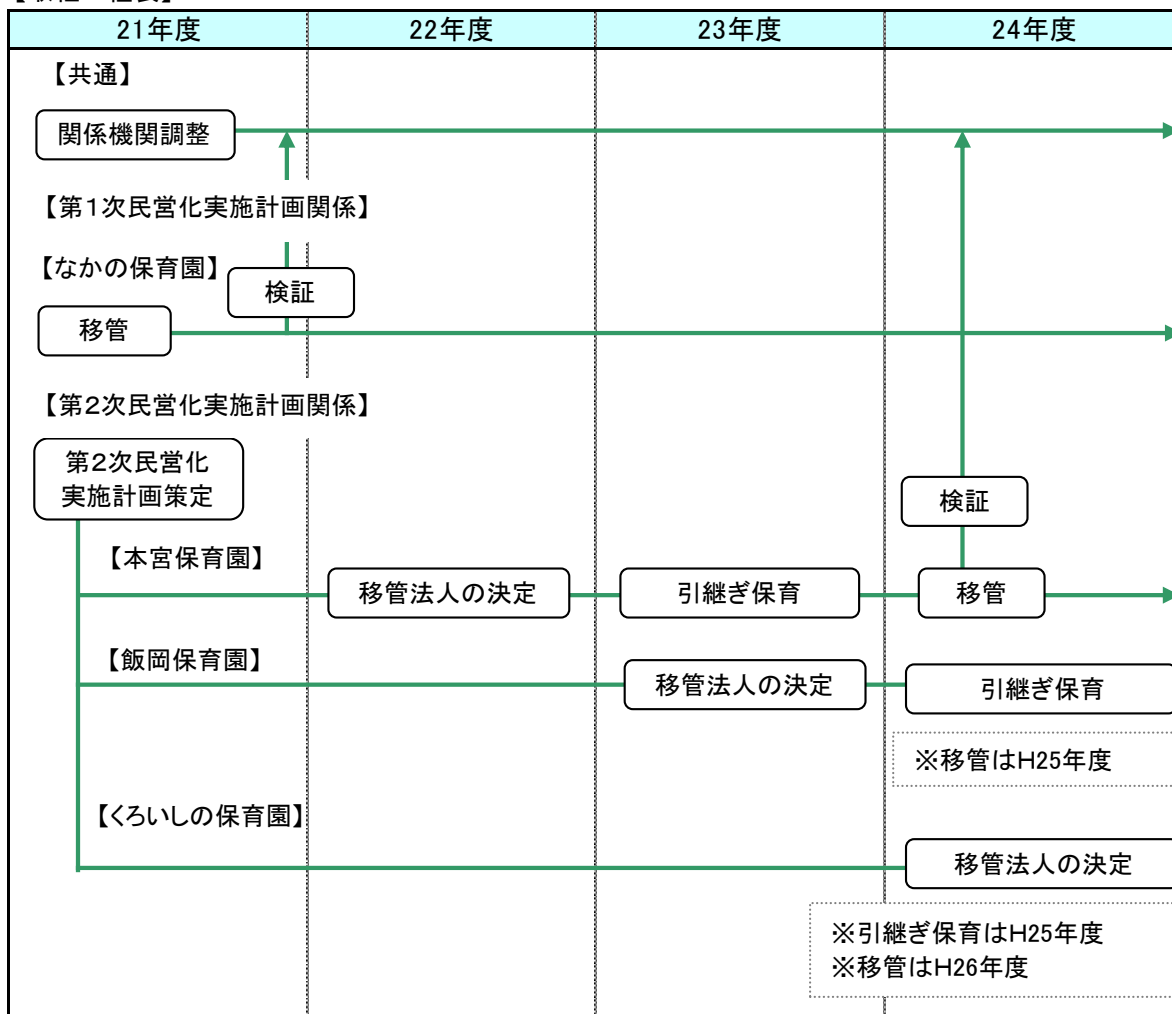 21年度 22年度 23年度 24年度
【共通】
関係機関調整
【第1次民営化実施計画関係】
【なかの保育園】
検証
移管
【第2次民営化実施計画関係】
第2次民営化
実施計画策定
検証
【本宮保育園】
移管法人の決定 引継ぎ保育 移管
【飯岡保育園】
移管法人の決定 引継ぎ保育
※移管はH25年度
【くろいしの保育園】
移管法人の決定
※引継ぎ保育はH25年度
※移管はH26年度